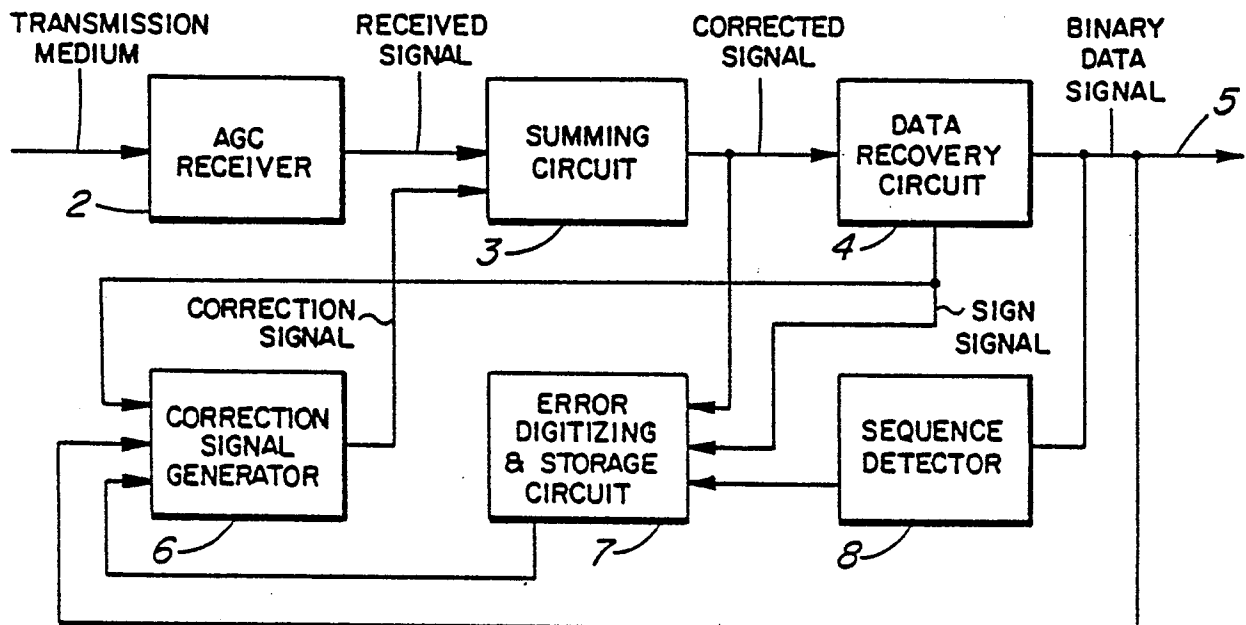 TRANSMISSION
MEDIUM
RECEIVED
SIGNAL
CORRECTED
SIGNAL
BINARY
DATA
SIGNAL
5
AGC
RECEIVER
2
SUMMING
CIRCUIT
3
DATA
RECOVERY
CIRCUIT
4
CORRECTION
SIGNAL
SIGN
SIGNAL
CORRECTION
SIGNAL
GENERATOR
6
ERROR
DIGITIZING
& STORAGE
CIRCUIT
7
SEQUENCE
DETECTOR
8